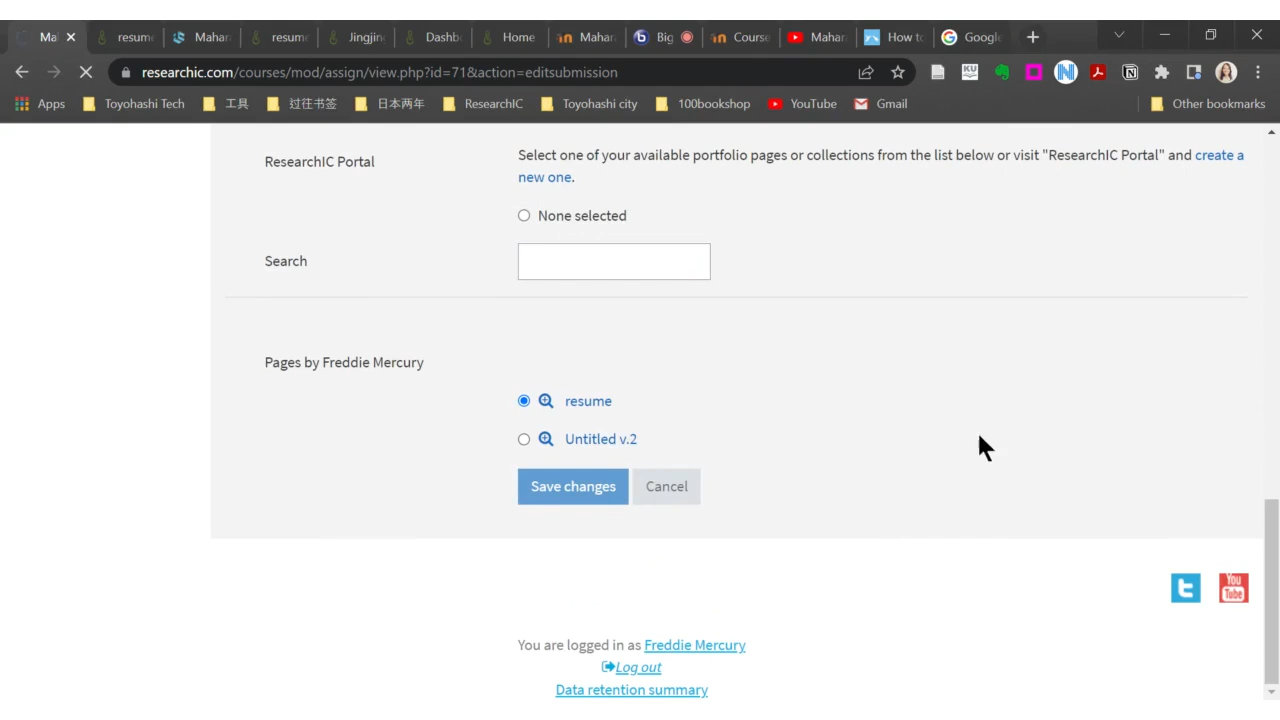 Ma
resume
Mahar
resume
Jingjin
Dashb
Home
Mahar
Big
Course
Mahar
How to
Google
researchic.com/courses/mod/assign/view.php?id=71&action=editsubmission
Apps
Toyohashi Tech
工具
过往书签
日本两年
ResearchIC
Toyohashi city
100bookshop
YouTube
Gmail
Other bookmarks
ResearchIC Portal
Select one of your available portfolio pages or collections from the list below or visit "ResearchIC Portal" and create a
new one.
None selected
Search
Pages by Freddie Mercury
resume
Untitled v.2
Save changes
Cancel
You Tube
You are logged in as Freddie Mercury
Log out
Data retention summary